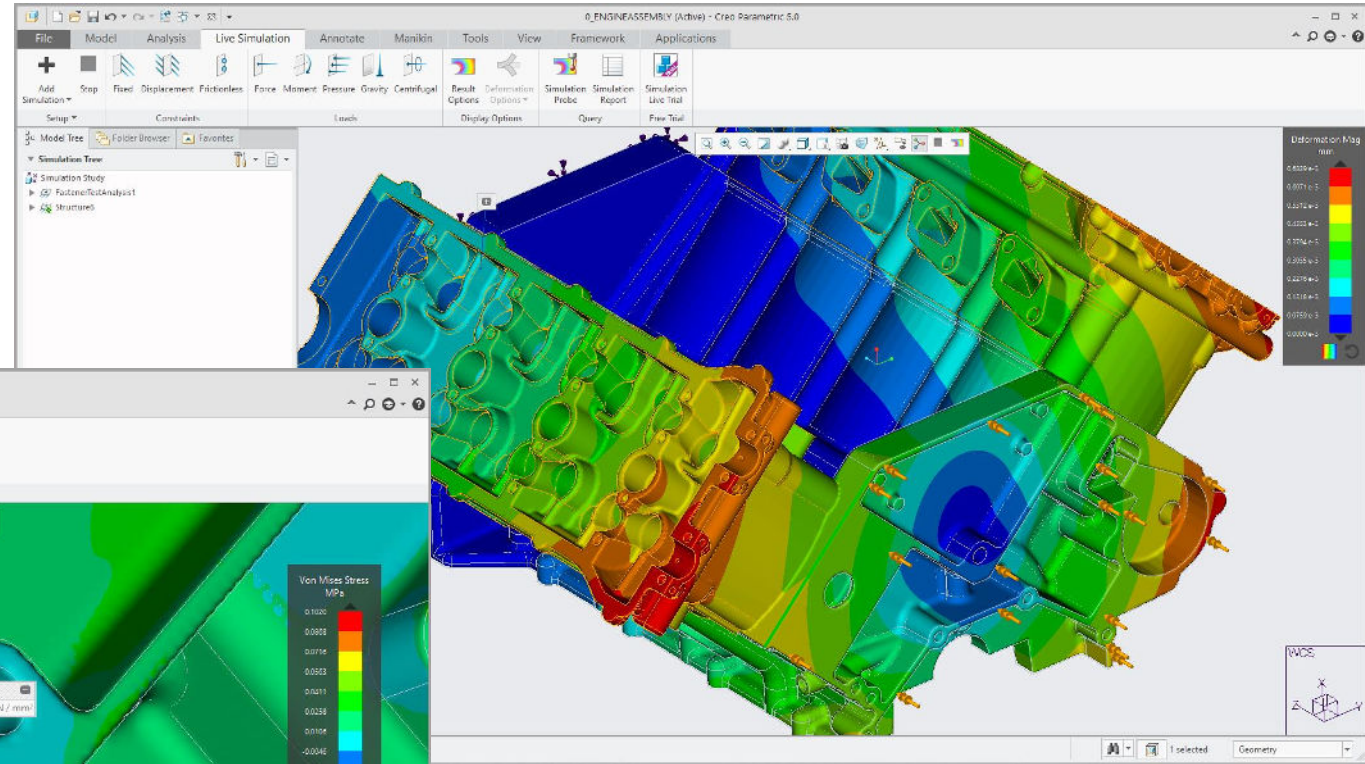 0_ENGINEASSEMBLY (Active) - Creo Parametric 5.0
File Model Analysis Live Simulation Annotate Manikin Tools View Framework Applications
Add Simulation Stop Fixed Displacement Frictionless Force Moment Pressure Gravity Centrifugal Result Options Deformation Options Simulation Probe Simulation Report Simulation Live Trial
Setup Constraints Loads Display Options Query Free Trial
Model Tree Folder Browser Favorites
Simulation Tree
Simulation Study
FastenerTestAnalysis1
Structure5
Deformation Mag
mm
0.0000 e-5
Von Mises Stress
MPa
0.1020
0.0716
0.0563
0.0411
0.0258
0.0106
-0.0046
WCS
X
Z
Y
1 selected Geometry